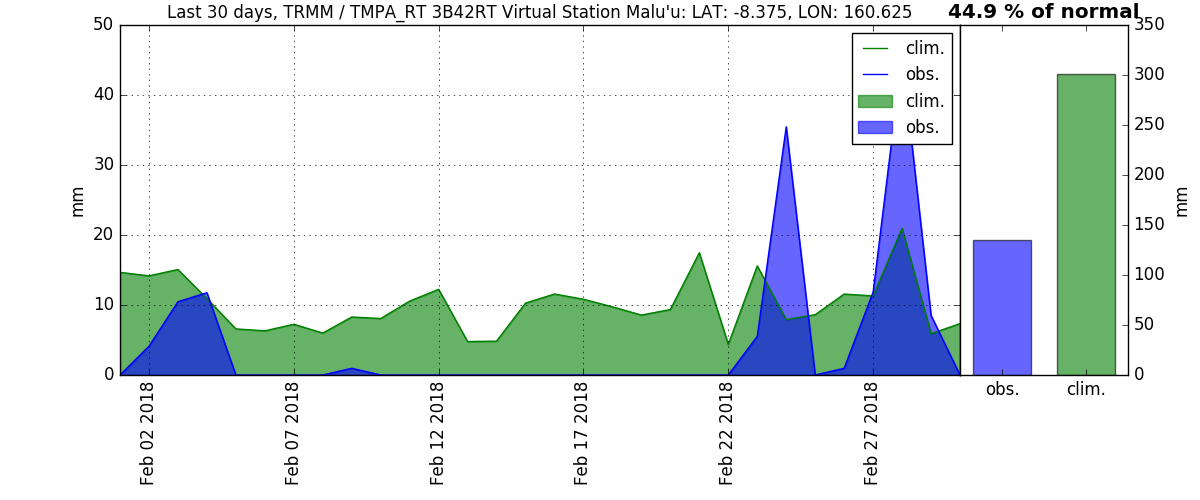 Last 30 days, TRMM / TMPA_RT 3B42RT Virtual Station Malu'u: LAT: -8.375, LON: 160.625
44.9 % of normal
50
40
30
20
10
0
mm
clim.
obs.
clim.
obs.
Feb 02 2018
Feb 07 2018
Feb 12 2018
Feb 17 2018
Feb 22 2018
Feb 27 2018
350
300
250
200
150
100
50
0
mm
obs.
clim.